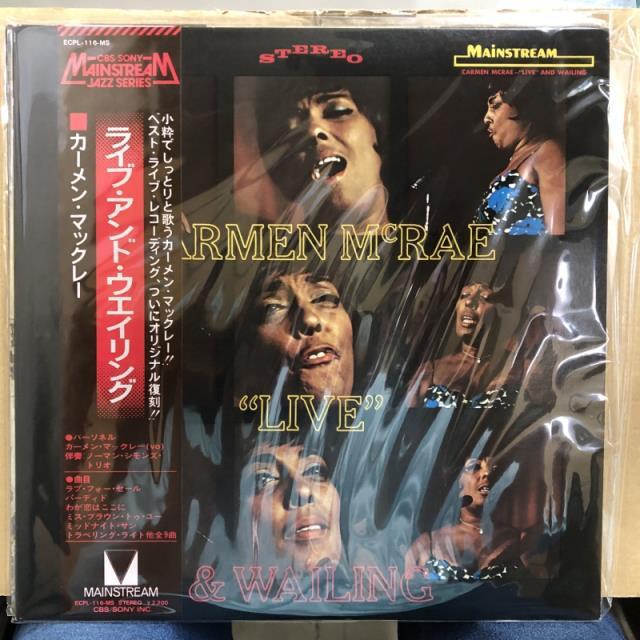 ECPL-116-MS
CBS SONY
MAINSTREAM
JAZZ SERIES
■カーメン・マックレー
ライブ・アンド・ウエイリング
小粋でしっとりと歌うカーメン・マックレー!!
ベスト・ライブ・レコーディング、ついにオリジナル復刻!!
●パーソネル
カーメン・マックレー(vo)
伴奏:ノーマン・シモンズ・
トリオ
●曲目
ラブ・フォー・セール
パーディド
わが恋はここに
ミス・ブラウン・トゥ・ユー
ミッドナイト・サン
トラベリング・ライト他全9曲
MAINSTREAM
ECPL-116-MS STEREO ¥2,200
CBS/SONY INC
STEREO
MAINSTREAM
CARMEN MCRAE-"LIVE" AND WAILING
ARMEN McRAE
"LIVE"
& WAILING